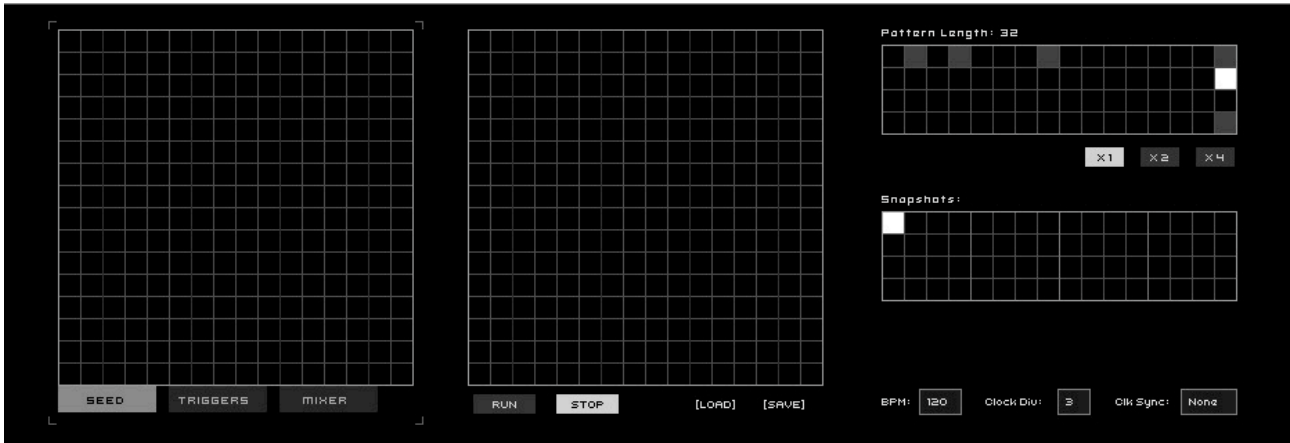 Pattern Length: 32
X1 X2 X4
Snapshots:
SEED TRIGGERS MIXER
RUN STOP [LOAD] [SAVE]
BPM: 120 Clock Div: 3 Clk Sync: None